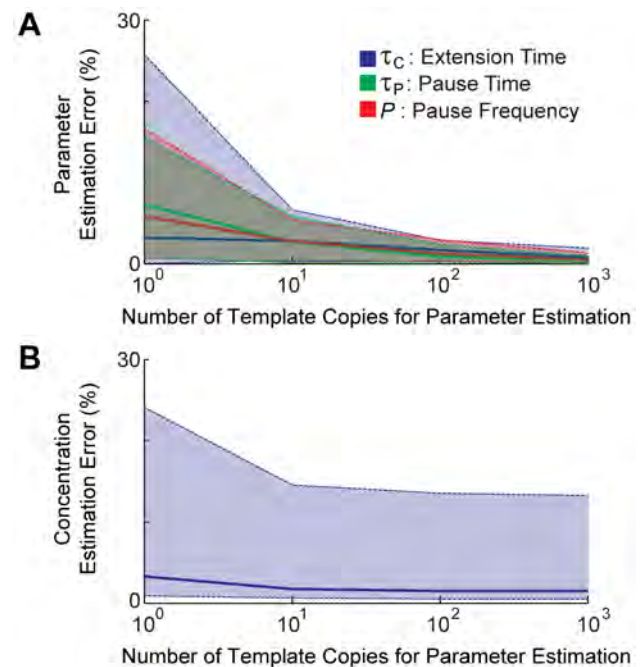 A
30
τC : Extension Time
τP : Pause Time
P : Pause Frequency
Parameter
Estimation Error (%)
0
10^0
10^1
10^2
10^3
Number of Template Copies for Parameter Estimation
B
30
Concentration
Estimation Error (%)
0
10^0
10^1
10^2
10^3
Number of Template Copies for Parameter Estimation